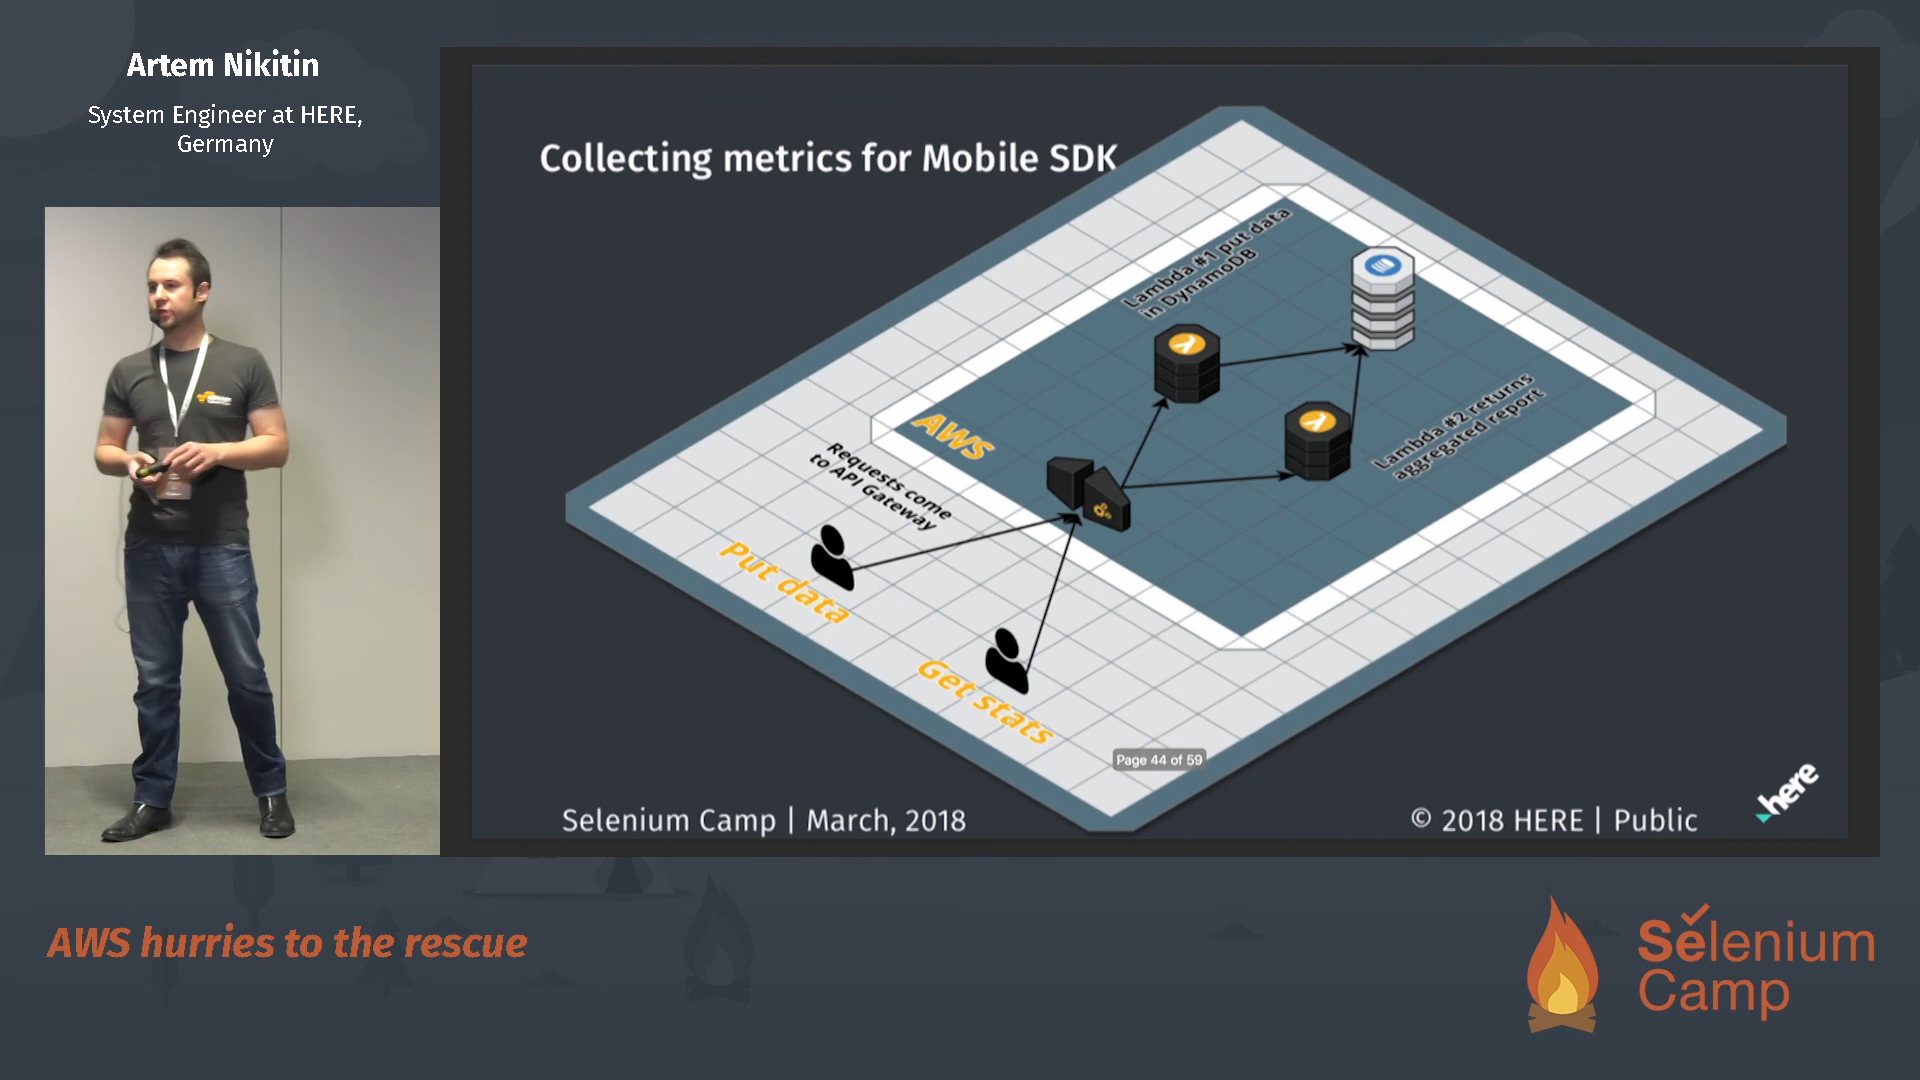 Artem Nikitin
System Engineer at HERE,
Germany
Collecting metrics for Mobile SDK
Lambda #1 put data
in DynamoDB
Lambda #2 returns
aggregated report
AWS
Requests come
to API Gateway
Put data
Get stats
Page 44 of 59
Selenium Camp | March, 2018
© 2018 HERE | Public
here
AWS hurries to the rescue
Selenium
Camp